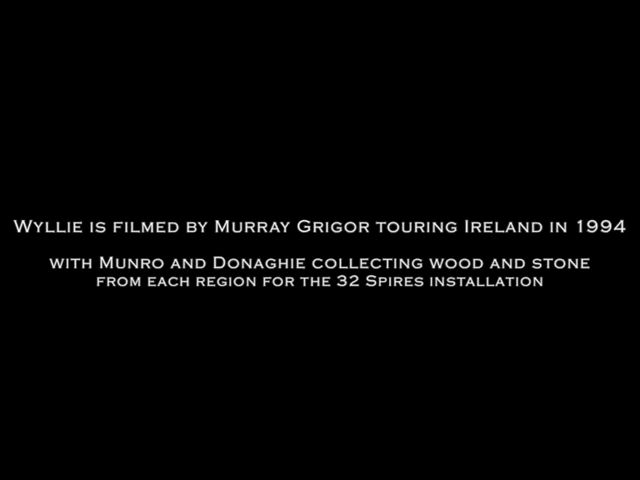 Wyllie is filmed by Murray Grigor touring Ireland in 1994
with Munro and Donaghie collecting wood and stone
from each region for the 32 Spires installation